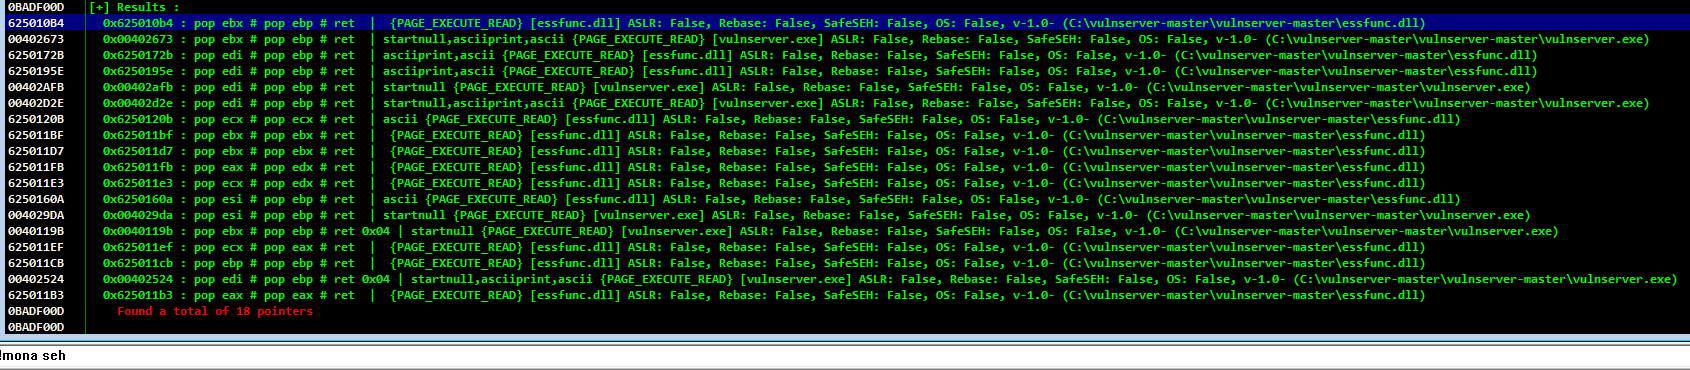 0BADF00D [+] Results :
625010B4 0x625010b4 : pop ebx # pop ebp # ret | {PAGE_EXECUTE_READ} [essfunc.dll] ASLR: False, Rebase: False, SafeSEH: False, OS: False, v-1.0- (C:\vulnserver-master\vulnserver-master\essfunc.dll)
00402673 0x00402673 : pop ebx # pop ebp # ret | startnull,asciiprint,ascii {PAGE_EXECUTE_READ} [vulnserver.exe] ASLR: False, Rebase: False, SafeSEH: False, OS: False, v-1.0- (C:\vulnserver-master\vulnserver-master\vulnserver.exe)
6250172B 0x6250172b : pop edi # pop ebp # ret | asciiprint,ascii {PAGE_EXECUTE_READ} [essfunc.dll] ASLR: False, Rebase: False, SafeSEH: False, OS: False, v-1.0- (C:\vulnserver-master\vulnserver-master\essfunc.dll)
6250195E 0x6250195e : pop edi # pop ebp # ret | asciiprint,ascii {PAGE_EXECUTE_READ} [essfunc.dll] ASLR: False, Rebase: False, SafeSEH: False, OS: False, v-1.0- (C:\vulnserver-master\vulnserver-master\essfunc.dll)
00402AFB 0x00402afb : pop edi # pop ebp # ret | startnull {PAGE_EXECUTE_READ} [vulnserver.exe] ASLR: False, Rebase: False, SafeSEH: False, OS: False, v-1.0- (C:\vulnserver-master\vulnserver-master\vulnserver.exe)
00402D2E 0x00402d2e : pop edi # pop ebp # ret | startnull,asciiprint,ascii {PAGE_EXECUTE_READ} [vulnserver.exe] ASLR: False, Rebase: False, SafeSEH: False, OS: False, v-1.0- (C:\vulnserver-master\vulnserver-master\vulnserver.exe)
6250120B 0x6250120b : pop ecx # pop ecx # ret | ascii {PAGE_EXECUTE_READ} [essfunc.dll] ASLR: False, Rebase: False, SafeSEH: False, OS: False, v-1.0- (C:\vulnserver-master\vulnserver-master\essfunc.dll)
625011BF 0x625011bf : pop ebx # pop ebx # ret | {PAGE_EXECUTE_READ} [essfunc.dll] ASLR: False, Rebase: False, SafeSEH: False, OS: False, v-1.0- (C:\vulnserver-master\vulnserver-master\essfunc.dll)
625011D7 0x625011d7 : pop ebx # pop ebx # ret | {PAGE_EXECUTE_READ} [essfunc.dll] ASLR: False, Rebase: False, SafeSEH: False, OS: False, v-1.0- (C:\vulnserver-master\vulnserver-master\essfunc.dll)
625011FB 0x625011fb : pop eax # pop edx # ret | {PAGE_EXECUTE_READ} [essfunc.dll] ASLR: False, Rebase: False, SafeSEH: False, OS: False, v-1.0- (C:\vulnserver-master\vulnserver-master\essfunc.dll)
625011E3 0x625011e3 : pop ecx # pop edx # ret | {PAGE_EXECUTE_READ} [essfunc.dll] ASLR: False, Rebase: False, SafeSEH: False, OS: False, v-1.0- (C:\vulnserver-master\vulnserver-master\essfunc.dll)
6250160A 0x6250160a : pop esi # pop ebp # ret | ascii {PAGE_EXECUTE_READ} [essfunc.dll] ASLR: False, Rebase: False, SafeSEH: False, OS: False, v-1.0- (C:\vulnserver-master\vulnserver-master\essfunc.dll)
004029DA 0x004029da : pop esi # pop ebp # ret | startnull {PAGE_EXECUTE_READ} [vulnserver.exe] ASLR: False, Rebase: False, SafeSEH: False, OS: False, v-1.0- (C:\vulnserver-master\vulnserver-master\vulnserver.exe)
0040119B 0x0040119b : pop ebx # pop ebp # ret 0x04 | startnull {PAGE_EXECUTE_READ} [vulnserver.exe] ASLR: False, Rebase: False, SafeSEH: False, OS: False, v-1.0- (C:\vulnserver-master\vulnserver-master\vulnserver.exe)
625011EF 0x625011ef : pop ecx # pop eax # ret | {PAGE_EXECUTE_READ} [essfunc.dll] ASLR: False, Rebase: False, SafeSEH: False, OS: False, v-1.0- (C:\vulnserver-master\vulnserver-master\essfunc.dll)
625011CB 0x625011cb : pop ebp # pop ebp # ret | {PAGE_EXECUTE_READ} [essfunc.dll] ASLR: False, Rebase: False, SafeSEH: False, OS: False, v-1.0- (C:\vulnserver-master\vulnserver-master\essfunc.dll)
00402524 0x00402524 : pop edi # pop ebp # ret 0x04 | startnull,asciiprint,ascii {PAGE_EXECUTE_READ} [vulnserver.exe] ASLR: False, Rebase: False, SafeSEH: False, OS: False, v-1.0- (C:\vulnserver-master\vulnserver-master\vulnserver.exe)
625011B3 0x625011b3 : pop eax # pop eax # ret | {PAGE_EXECUTE_READ} [essfunc.dll] ASLR: False, Rebase: False, SafeSEH: False, OS: False, v-1.0- (C:\vulnserver-master\vulnserver-master\essfunc.dll)
0BADF00D Found a total of 18 pointers
0BADF00D
!mona seh